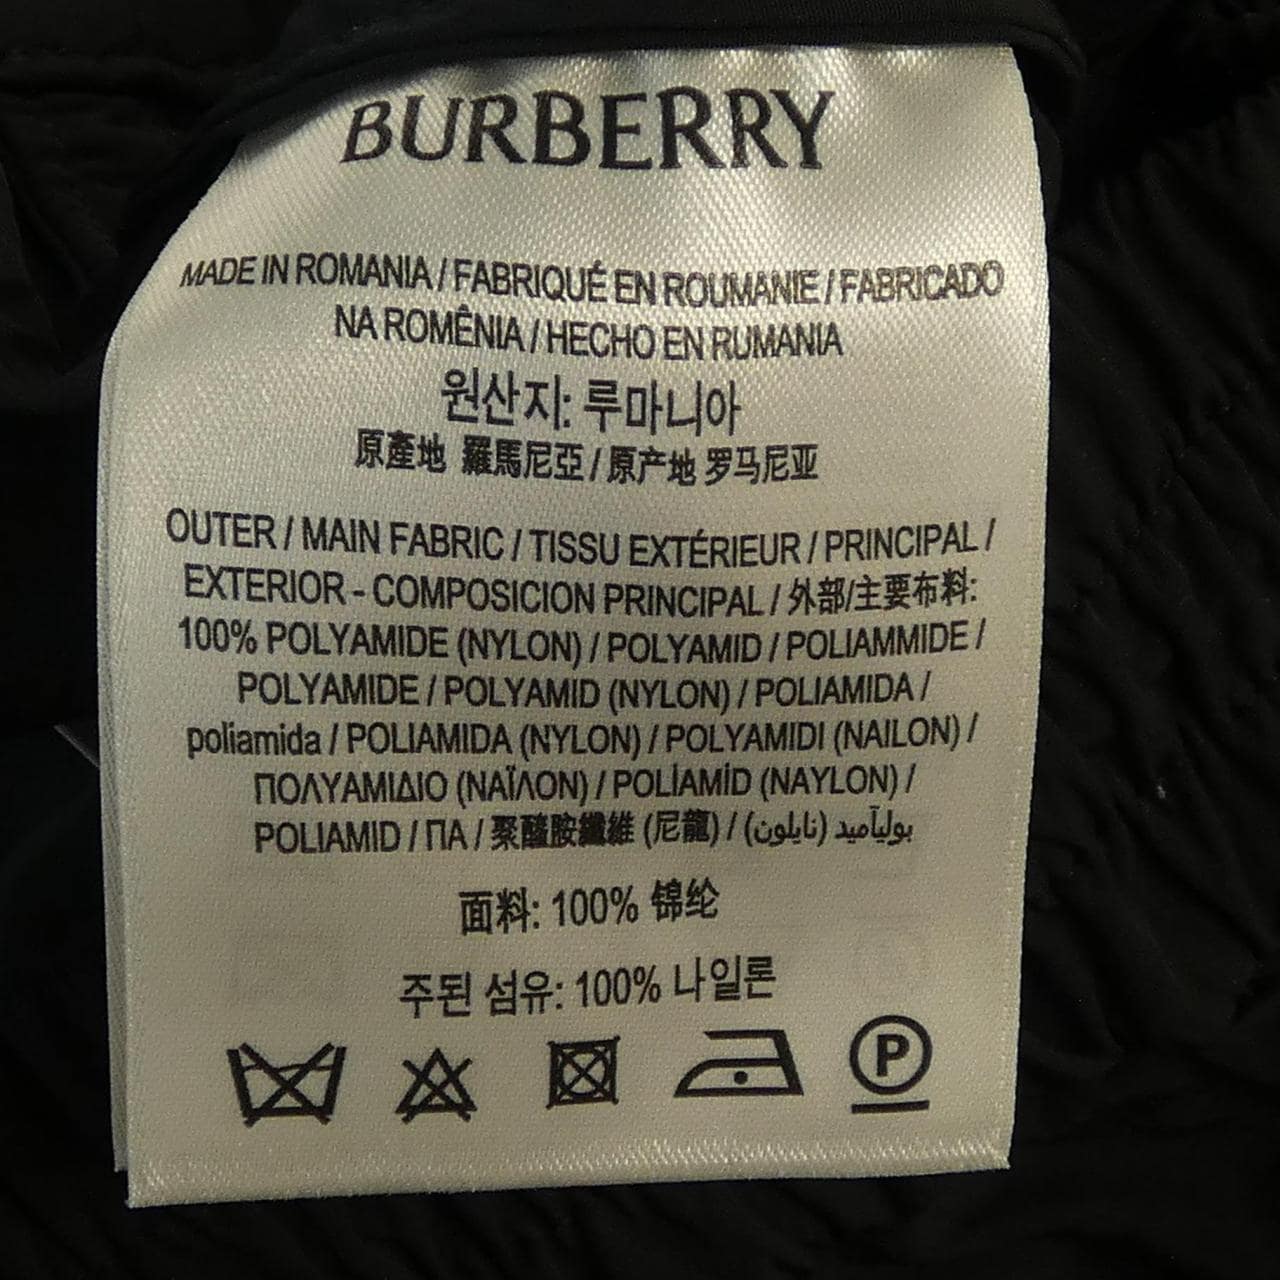 BURBERRY
MADE IN ROMANIA / FABRIQUÉ EN ROUMANIE / FABRICADO
NA ROMÊNIA / HECHO EN RUMANIA
원산지: 루마니아
原產地 羅馬尼亞 / 原产地 罗马尼亚
OUTER / MAIN FABRIC / TISSU EXTÉRIEUR / PRINCIPAL /
EXTERIOR - COMPOSICION PRINCIPAL / 外部/主要布料:
100% POLYAMIDE (NYLON) / POLYAMID / POLIAMMIDE /
POLYAMIDE / POLYAMID (NYLON) / POLIAMIDA /
poliamida / POLIAMIDA (NYLON) / POLYAMIDI (NAILON) /
ΠΟΛΥΑΜΙΔΙΟ (ΝΑΪΛΟΝ) / POLİAMİD (NAYLON) /
POLIAMID / ПА / 聚醯胺纖維 (尼龍) / بوليآميد (نايلون)
面料: 100% 锦纶
주된 섬유: 100% 나일론
P